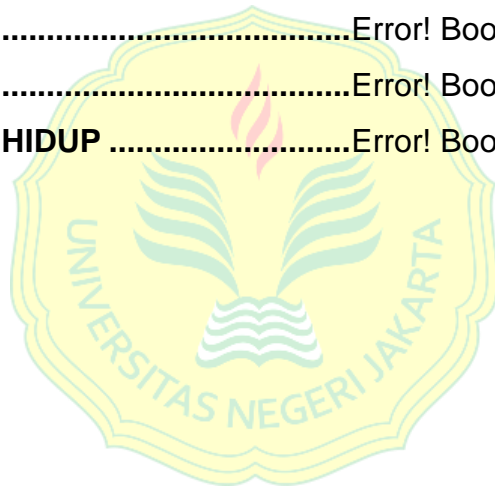 ....................................Error! Boo
....................................Error! Boo
HIDUP ...........................Error! Boo
UNIVERSITAS NEGERI JAKARTA